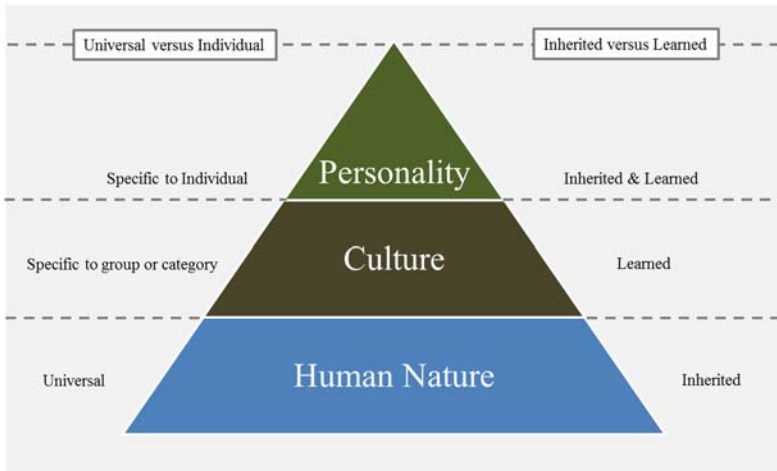 Universal versus Individual
Inherited versus Learned
Specific to Individual
Personality
Inherited & Learned
Specific to group or category
Culture
Learned
Universal
Human Nature
Inherited